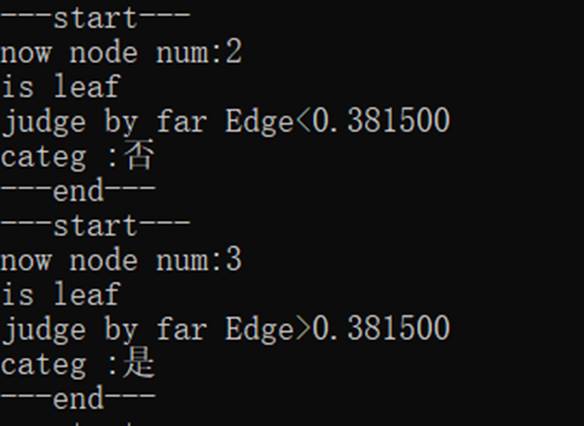 ---start---
now node num:2
is leaf
judge by far Edge<0.381500
categ :否
---end---
---start---
now node num:3
is leaf
judge by far Edge>0.381500
categ :是
---end---